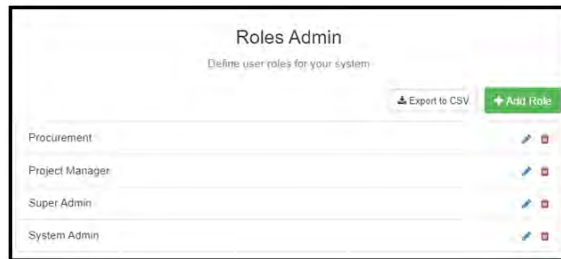 Roles Admin
Define user roles for your system
Export to CSV
Add Role
Procurement
Project Manager
Super Admin
System Admin